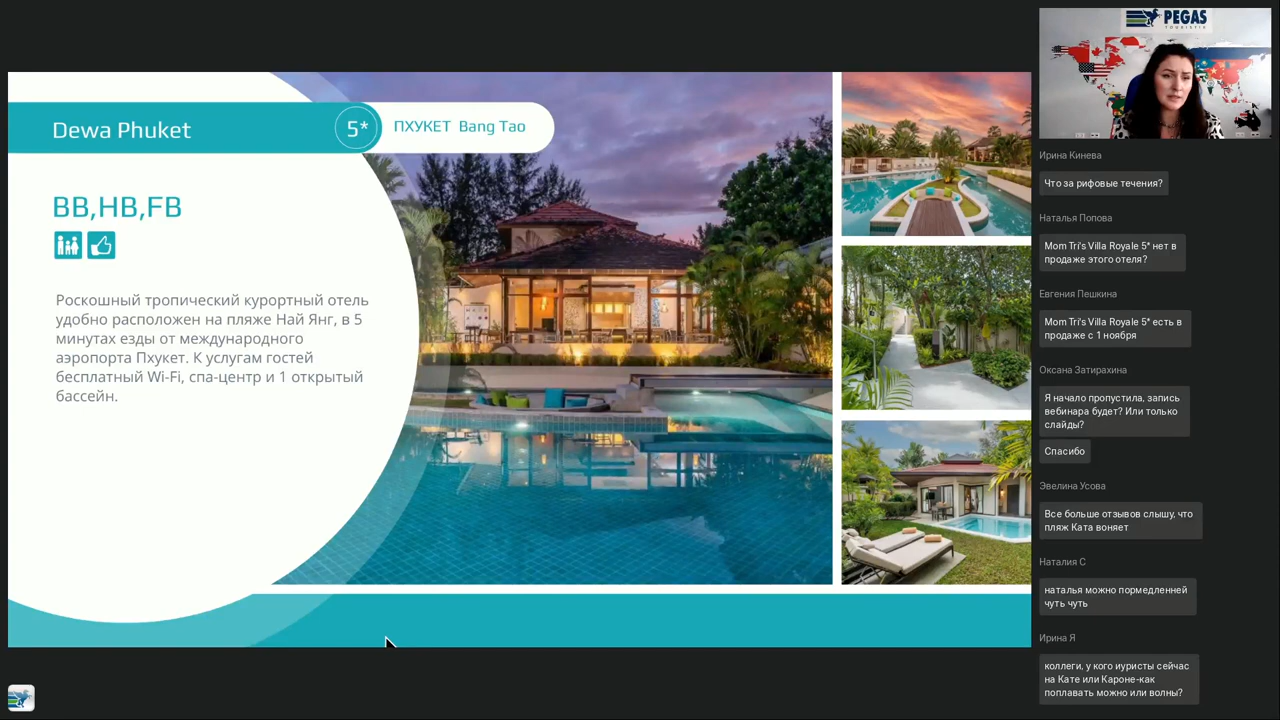 Dewa Phuket
5*
ПХУКЕТ Bang Tao
BB,HB,FB
Роскошный тропический курортный отель
удобно расположен на пляже Най Янг, в 5
минутах езды от международного
аэропорта Пхукет. К услугам гостей
бесплатный Wi-Fi, спа-центр и 1 открытый
бассейн.
PEGAS
TOURISTIK
Ирина Кинева
Что за рифовые течения?
Наталья Попова
Mom Tri's Villa Royale 5* нет в
продаже этого отеля?
Евгения Пешкина
Mom Tri's Villa Royale 5* есть в
продаже с 1 ноября
Оксана Затирахина
Я начало пропустила, запись
вебинара будет? Или только
слайды?
Спасибо
Эвелина Усова
Все больше отзывов слышу, что
пляж Ката воняет
Наталия С
наталья можно пормедленней
чуть чуть
Ирина Я
коллеги, у кого иуристы сейчас
на Кате или Кароне-как
поплавать можно или волны?